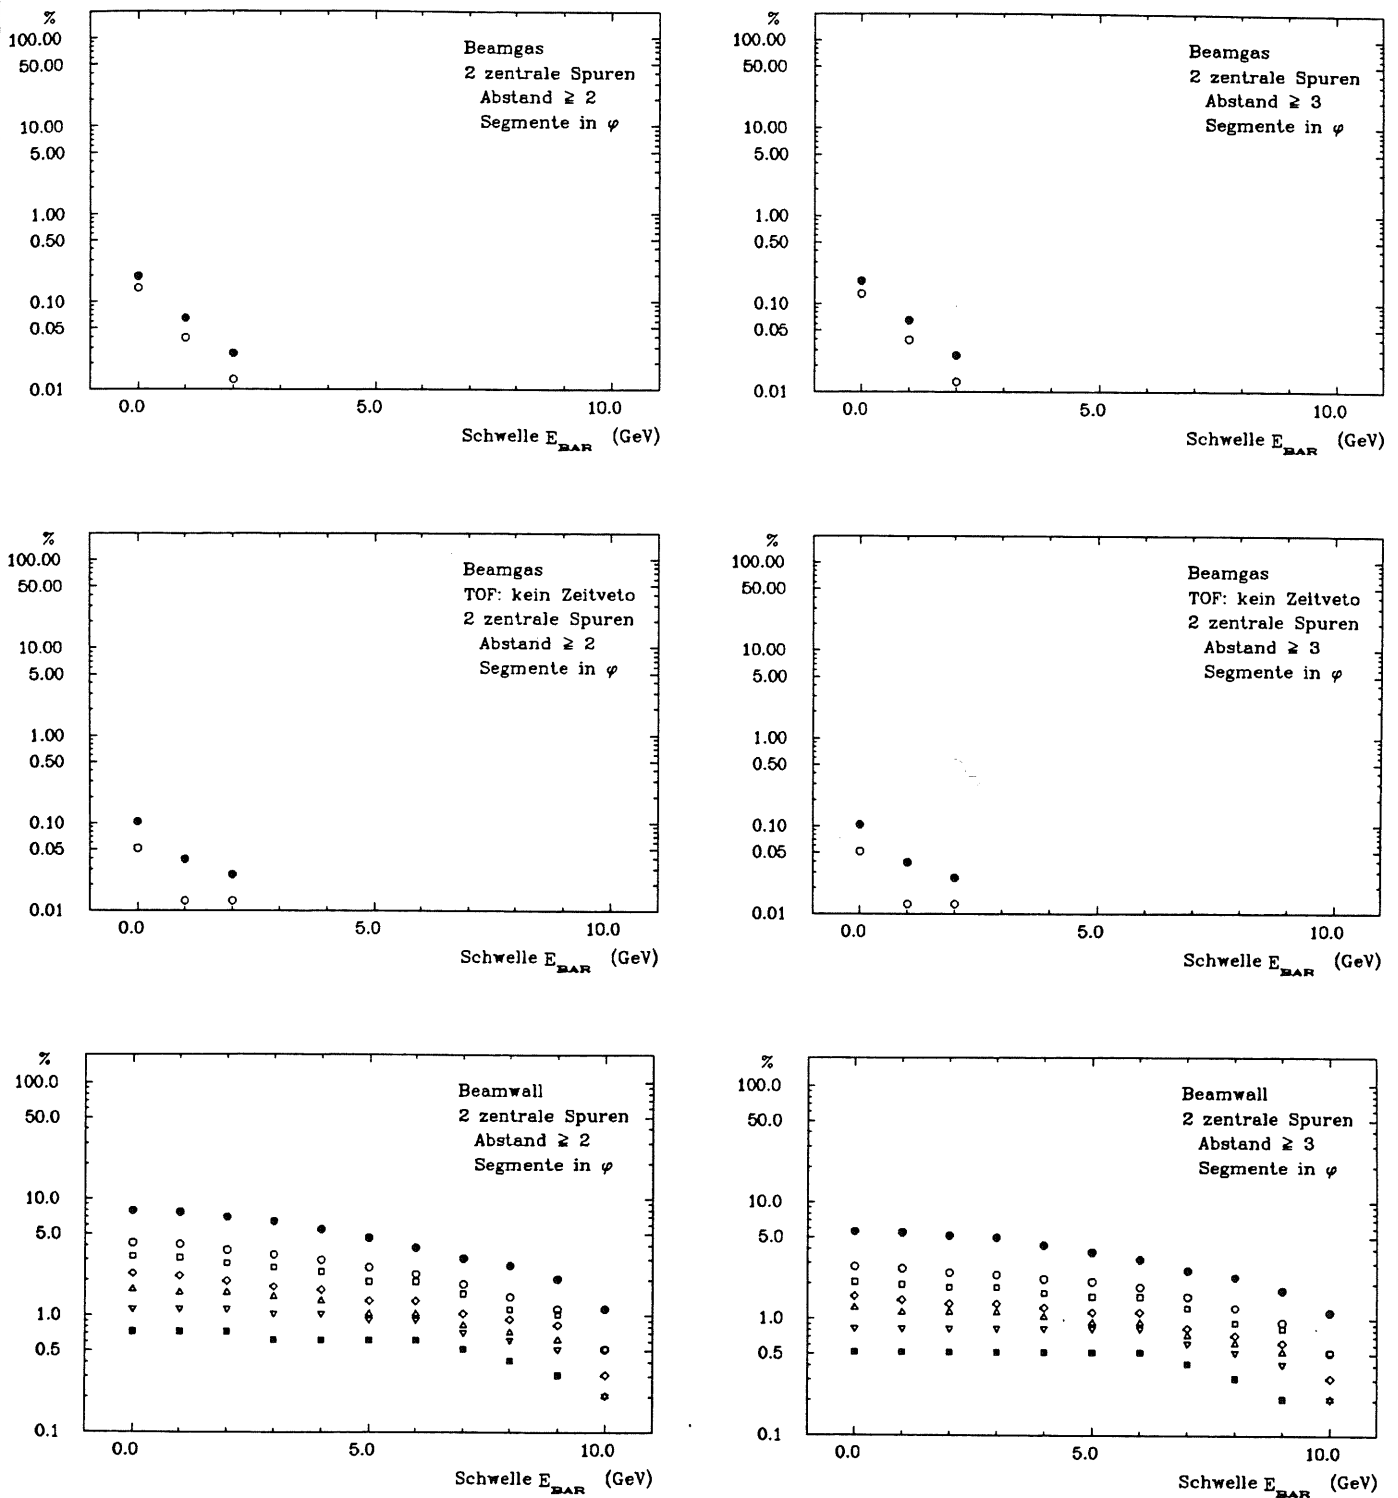 %
100.00
50.00
10.00
5.00
1.00
0.50
0.10
0.05
0.01
Beamgas
2 zentrale Spuren
Abstand ≧ 2
Segmente in φ
0.0 5.0 10.0
Schwelle E_BAR (GeV)
%
100.00
50.00
10.00
5.00
1.00
0.50
0.10
0.05
0.01
Beamgas
2 zentrale Spuren
Abstand ≧ 3
Segmente in φ
0.0 5.0 10.0
Schwelle E_BAR (GeV)
%
100.00
50.00
10.00
5.00
1.00
0.50
0.10
0.05
0.01
Beamgas
TOF: kein Zeitveto
2 zentrale Spuren
Abstand ≧ 2
Segmente in φ
0.0 5.0 10.0
Schwelle E_BAR (GeV)
%
100.00
50.00
10.00
5.00
1.00
0.50
0.10
0.05
0.01
Beamgas
TOF: kein Zeitveto
2 zentrale Spuren
Abstand ≧ 3
Segmente in φ
0.0 5.0 10.0
Schwelle E_BAR (GeV)
%
100.0
50.0
10.0
5.0
1.0
0.5
0.1
Beamwall
2 zentrale Spuren
Abstand ≧ 2
Segmente in φ
0.0 5.0 10.0
Schwelle E_BAR (GeV)
%
100.0
50.0
10.0
5.0
1.0
0.5
0.1
Beamwall
2 zentrale Spuren
Abstand ≧ 3
Segmente in φ
0.0 5.0 10.0
Schwelle E_BAR (GeV)